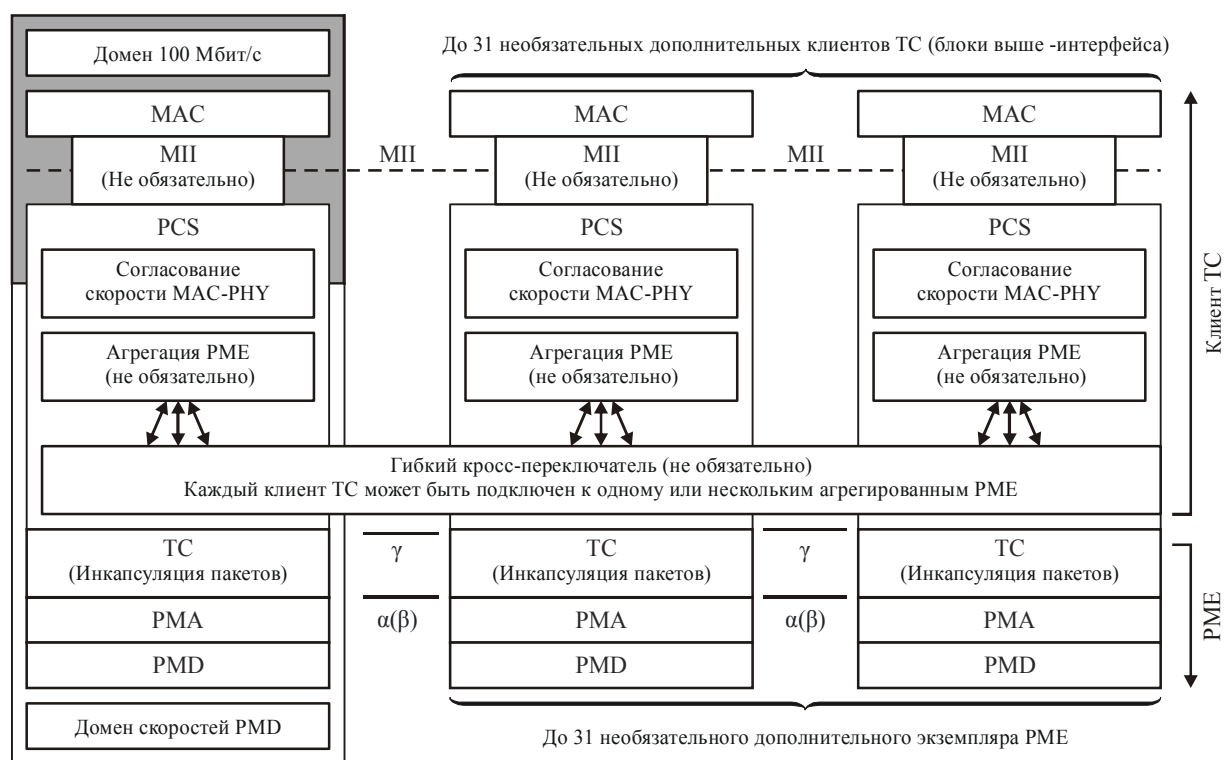 Домен 100 Мбит/с
До 31 необязательных дополнительных клиентов ТС (блоки выше -интерфейса)
MAC
MAC
MAC
MII
(Не обязательно)
MII
MII
(Не обязательно)
MII
MII
(Не обязательно)
PCS
PCS
PCS
Согласование
скорости MAC-PHY
Согласование
скорости MAC-PHY
Согласование
скорости MAC-PHY
Клиент ТС
Агрегация PME
(не обязательно)
Агрегация PME
(не обязательно)
Агрегация PME
(не обязательно)
Гибкий кросс-переключатель (не обязательно)
Каждый клиент ТС может быть подключен к одному или нескольким агрегированным PME
TC
(Инкапсуляция пакетов)
γ
TC
(Инкапсуляция пакетов)
γ
TC
(Инкапсуляция пакетов)
PMA
α(β)
PMA
α(β)
PMA
PME
PMD
PMD
PMD
Домен скоростей PMD
До 31 необязательного дополнительного экземпляра PME